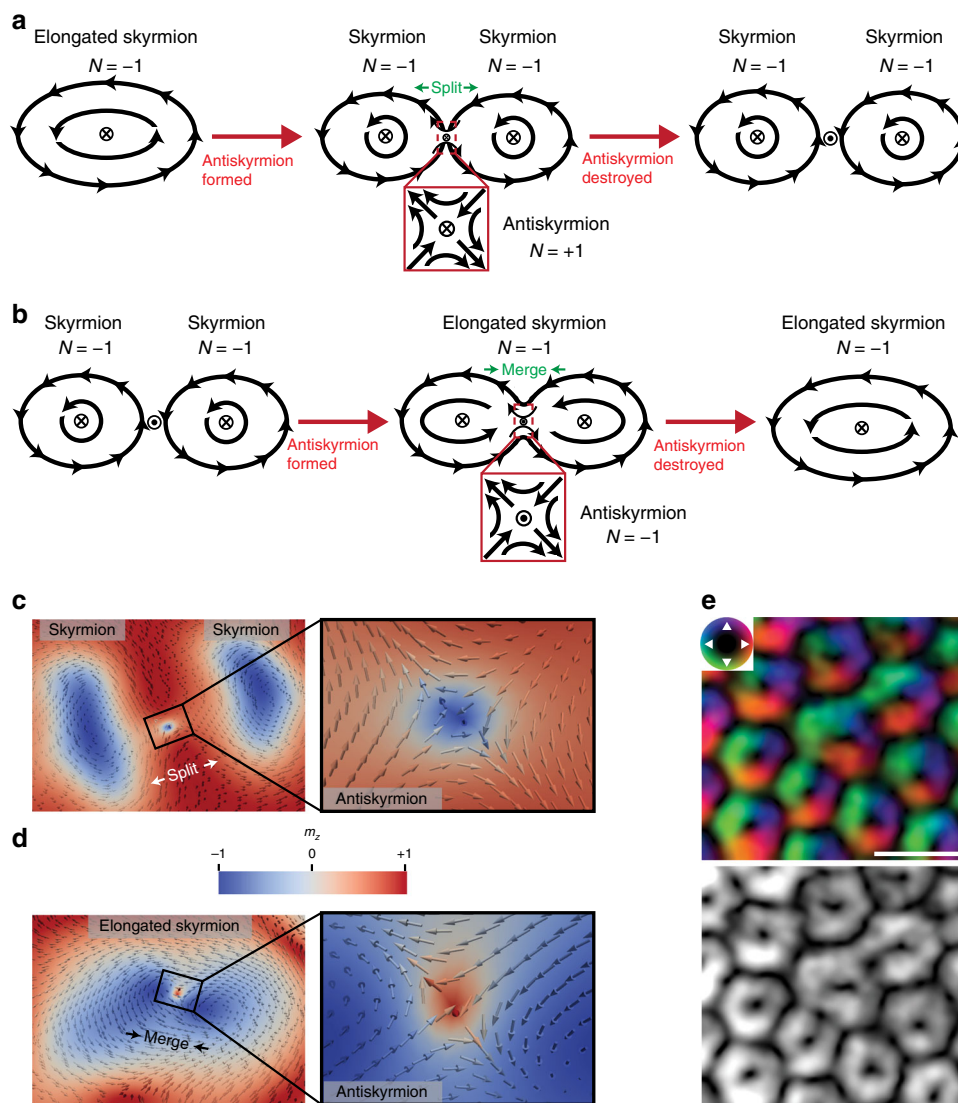 a
Elongated skyrmion
N = −1
Skyrmion Skyrmion
N = −1 N = −1
Split
Skyrmion Skyrmion
N = −1 N = −1
Antiskyrmion
formed
Antiskyrmion
destroyed
Antiskyrmion
N = +1
b
Skyrmion Skyrmion
N = −1 N = −1
Elongated skyrmion
N = −1
Merge
Elongated skyrmion
N = −1
Antiskyrmion
formed
Antiskyrmion
destroyed
Antiskyrmion
N = −1
c
Skyrmion Skyrmion
Split
Antiskyrmion
d
m_z
−1 0 +1
Elongated skyrmion
Merge
Antiskyrmion
e